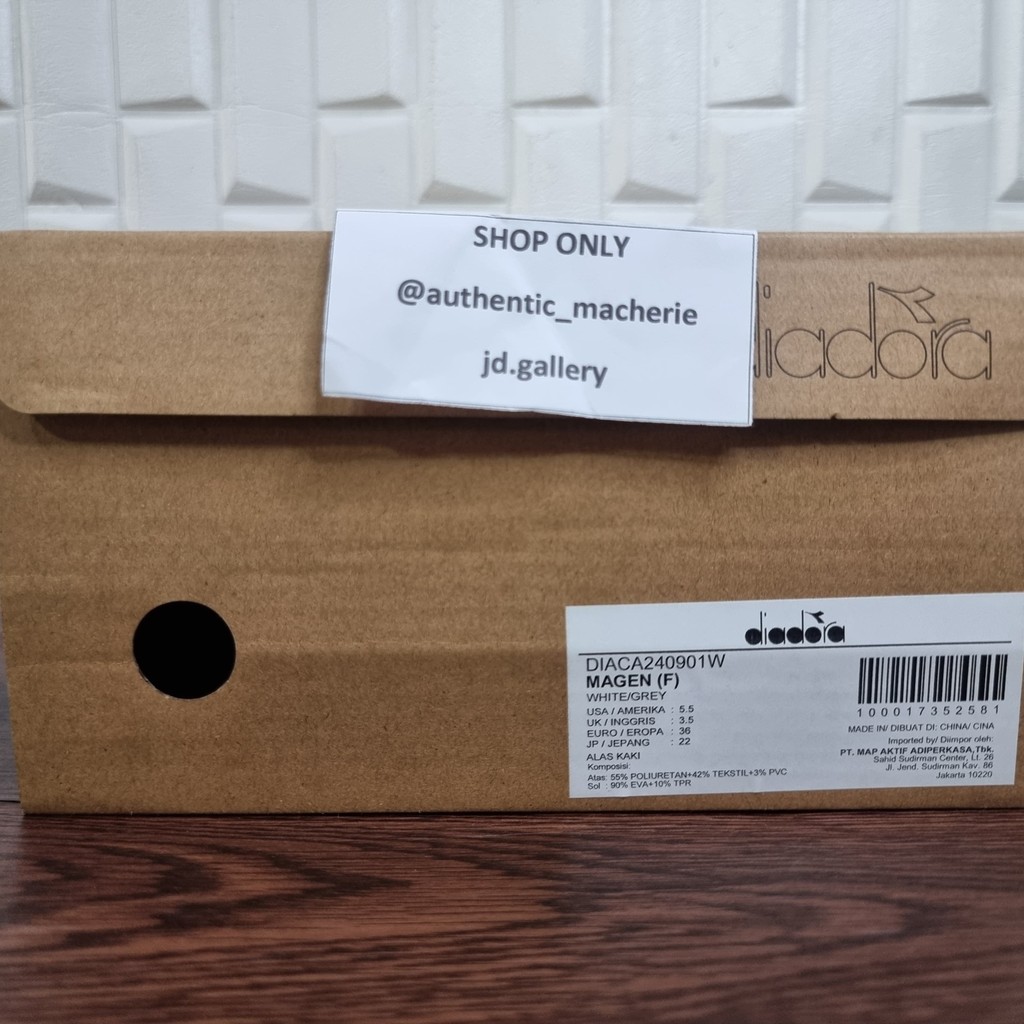 SHOP ONLY
@authentic_macherie
jd.gallery
diadora
diadora
DIACA240901W
MAGEN (F)
WHITE/GREY
USA / AMERIKA : 5.5
UK / INGGRIS : 3.5
EURO / EROPA : 36
JP / JEPANG : 22
ALAS KAKI
Komposisi:
Atas: 55% POLIURETAN+42% TEKSTIL+3% PVC
Sol : 90% EVA+10% TPR
1000017352581
MADE IN/ DIBUAT DI: CHINA/ CINA
Imported by/ Diimpor oleh:
PT. MAP AKTIF ADIPERKASA,Tbk.
Sahid Sudirman Center, Lt. 26
Jl. Jend. Sudirman Kav. 86
Jakarta 10220